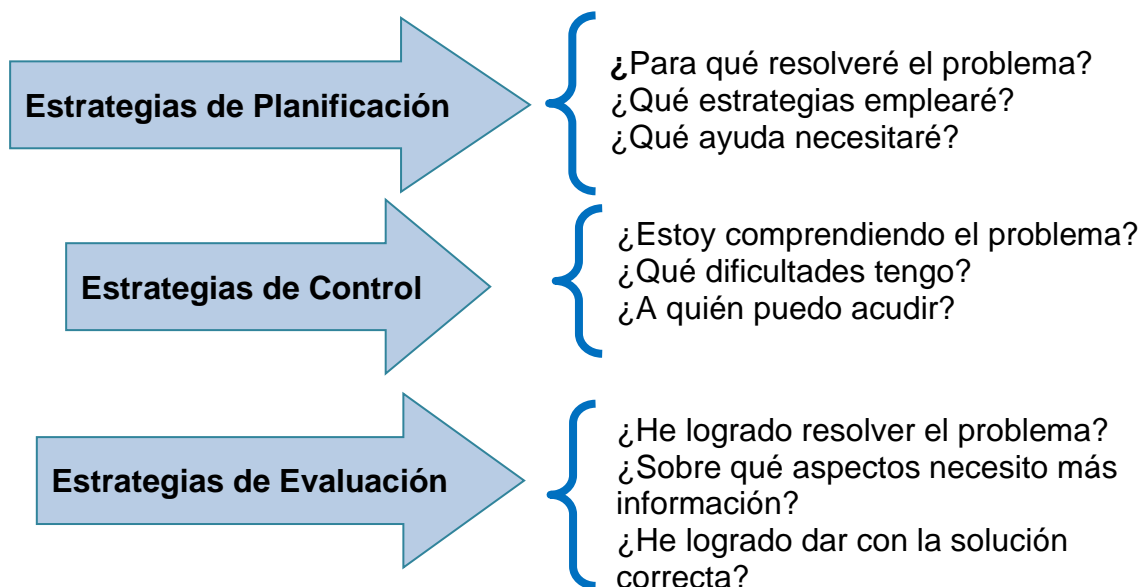 Estrategias de Planificación
¿Para qué resolveré el problema?
¿Qué estrategias emplearé?
¿Qué ayuda necesitaré?
Estrategias de Control
¿Estoy comprendiendo el problema?
¿Qué dificultades tengo?
¿A quién puedo acudir?
Estrategias de Evaluación
¿He logrado resolver el problema?
¿Sobre qué aspectos necesito más
información?
¿He logrado dar con la solución
correcta?